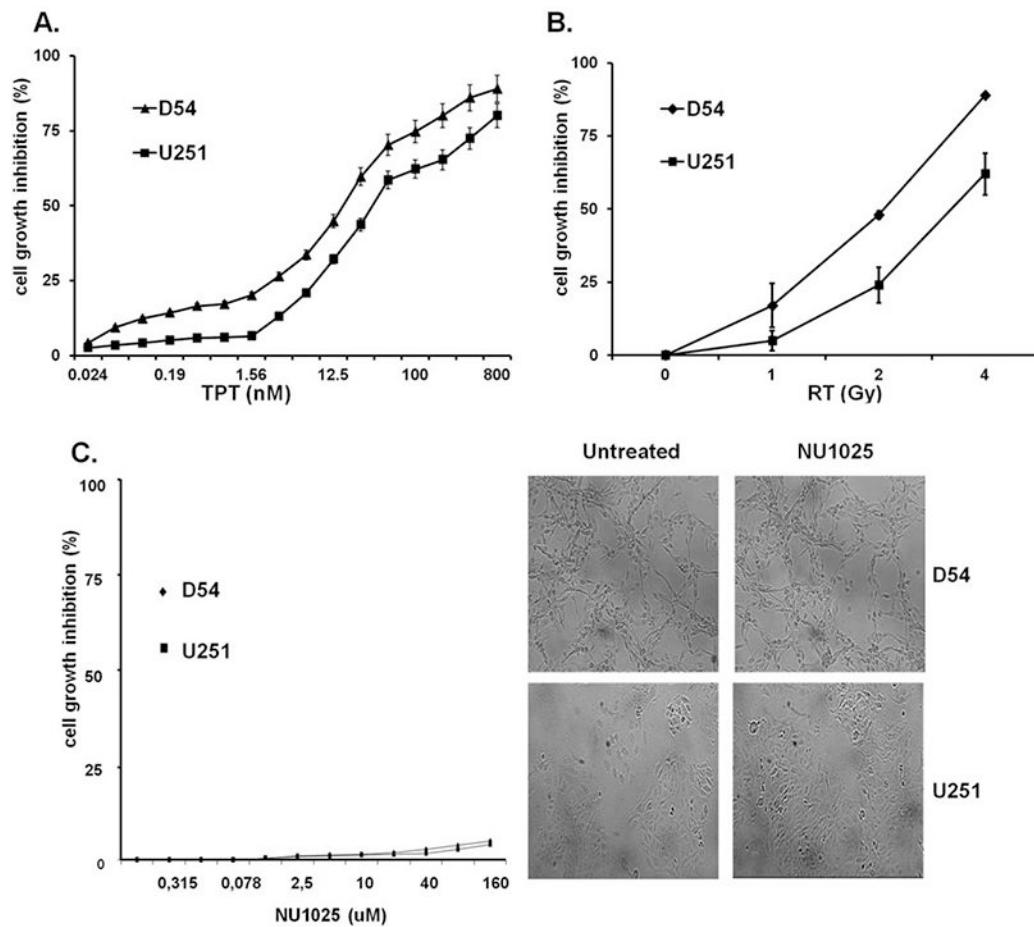 A.
cell growth inhibition (%)
100
75
50
25
0
D54
U251
0.024 0.19 1.56 12.5 100 800
TPT (nM)
B.
cell growth inhibition (%)
100
75
50
25
0
D54
U251
0 1 2 4
RT (Gy)
C.
cell growth inhibition (%)
100
75
50
25
0
D54
U251
0,315 0,078 2,5 10 40 160
NU1025 (uM)
Untreated NU1025
D54
U251